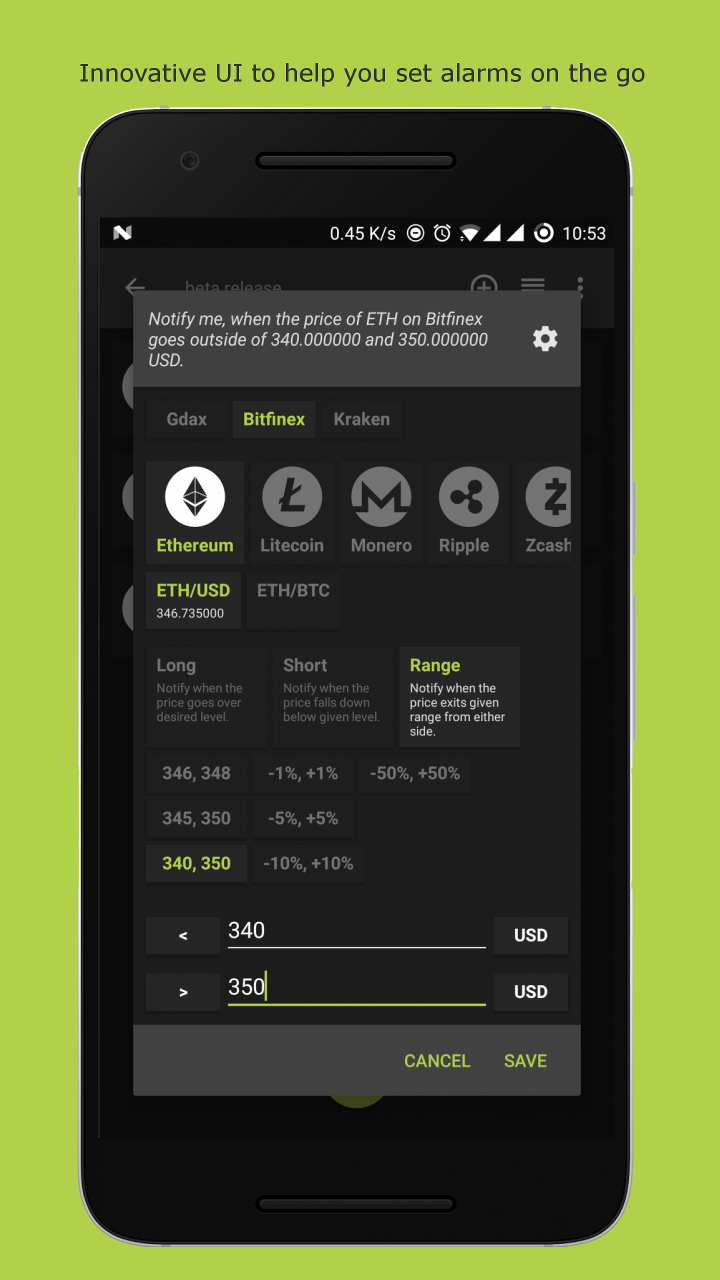 Innovative UI to help you set alarms on the go
0.45 K/s 10:53
beta release
Notify me, when the price of ETH on Bitfinex
goes outside of 340.000000 and 350.000000
USD.
Gdax Bitfinex Kraken
Ethereum Litecoin Monero Ripple Zcash
ETH/USD ETH/BTC
346.735000
Long Short Range
Notify when the Notify when the Notify when the
price goes over price falls down price exits given
desired level. below given level. range from either
side.
346, 348 -1%, +1% -50%, +50%
345, 350 -5%, +5%
340, 350 -10%, +10%
< 340 USD
> 350 USD
CANCEL SAVE